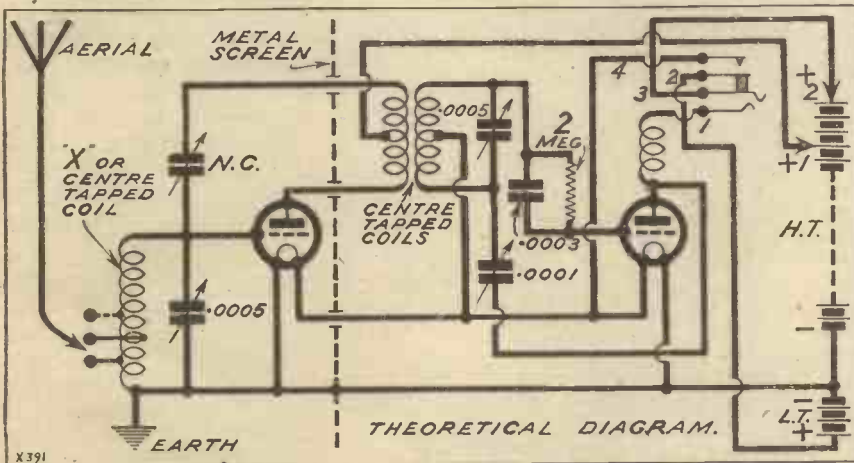 AERIAL
METAL
SCREEN
"X" OR
CENTRE
TAPPED
COIL
N.C.
.0005
1
EARTH
CENTRE
TAPPED
COILS
.0005
2
MEG
.0003
.0001
4
2
3
1
+
2
+1
H.T.
-
-
L.T.
+
THEORETICAL DIAGRAM.
X391